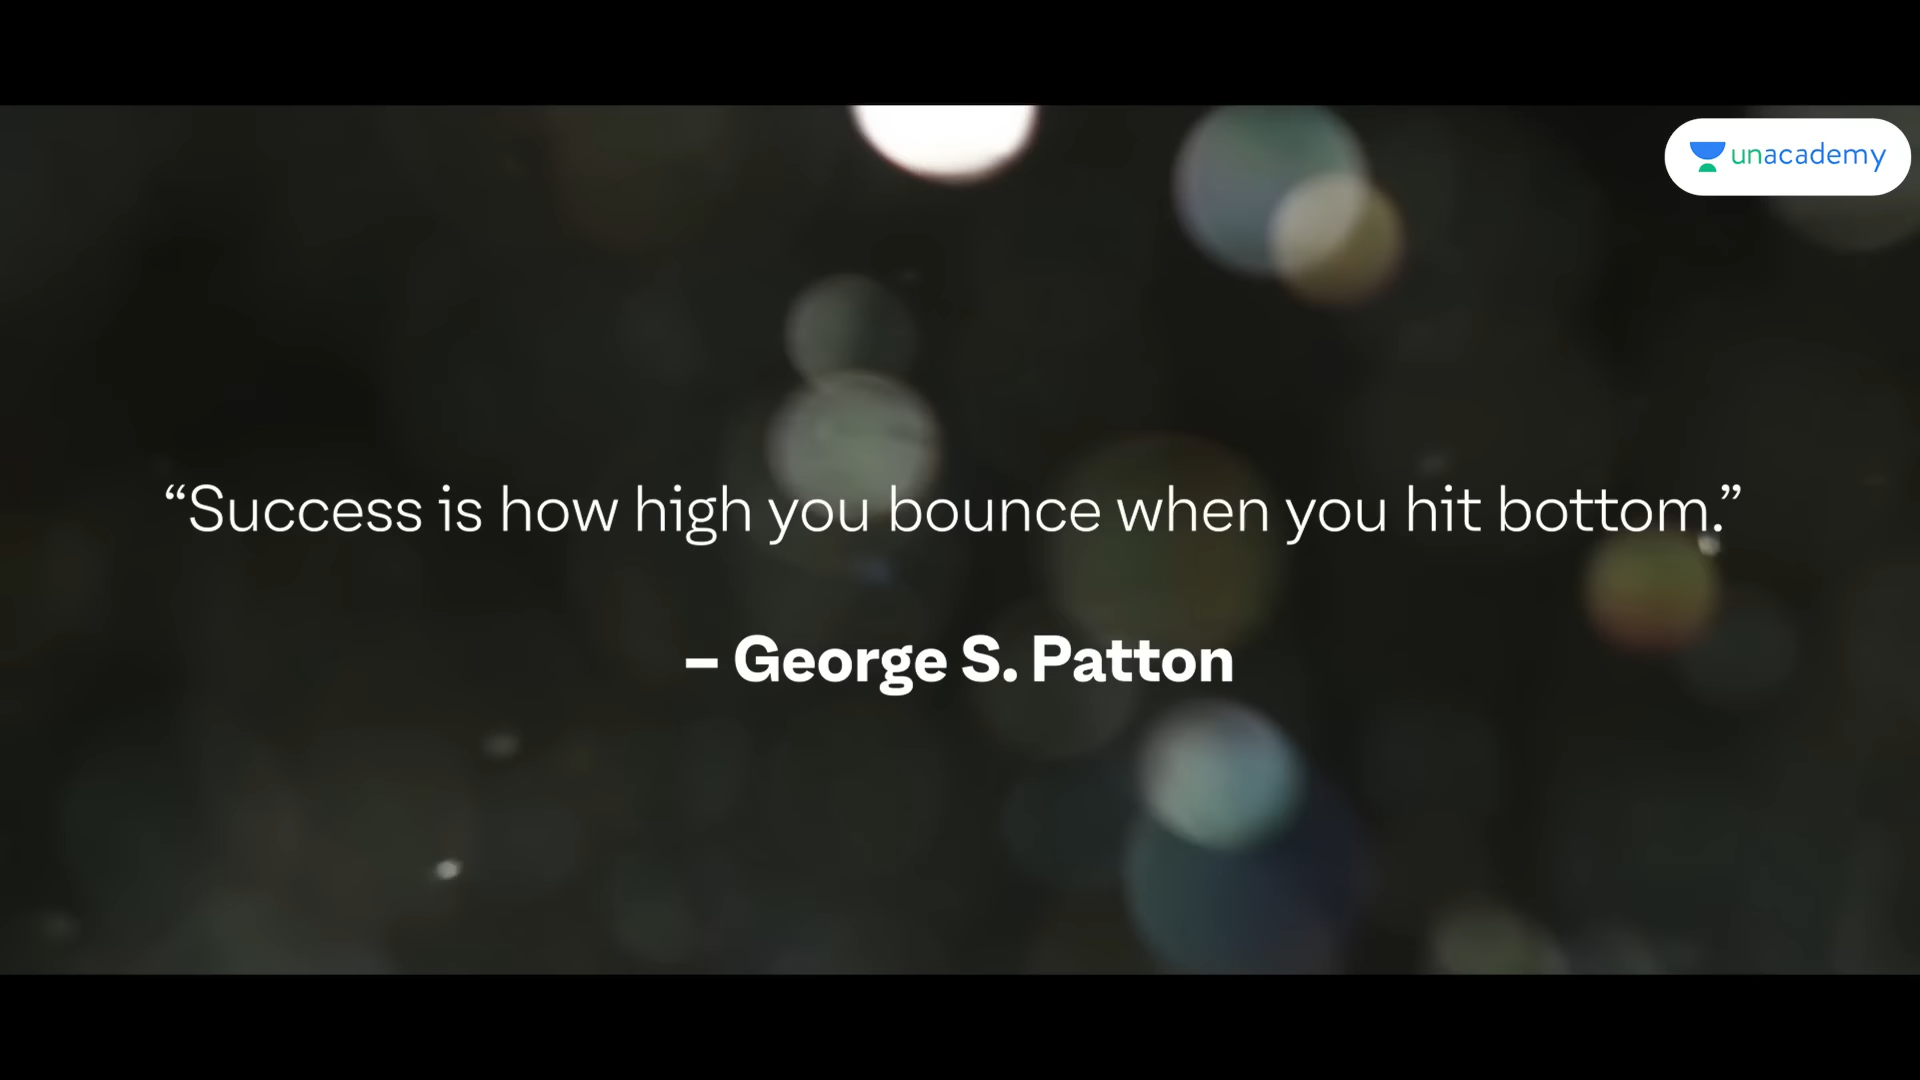 unacademy
“Success is how high you bounce when you hit bottom.”
– George S. Patton